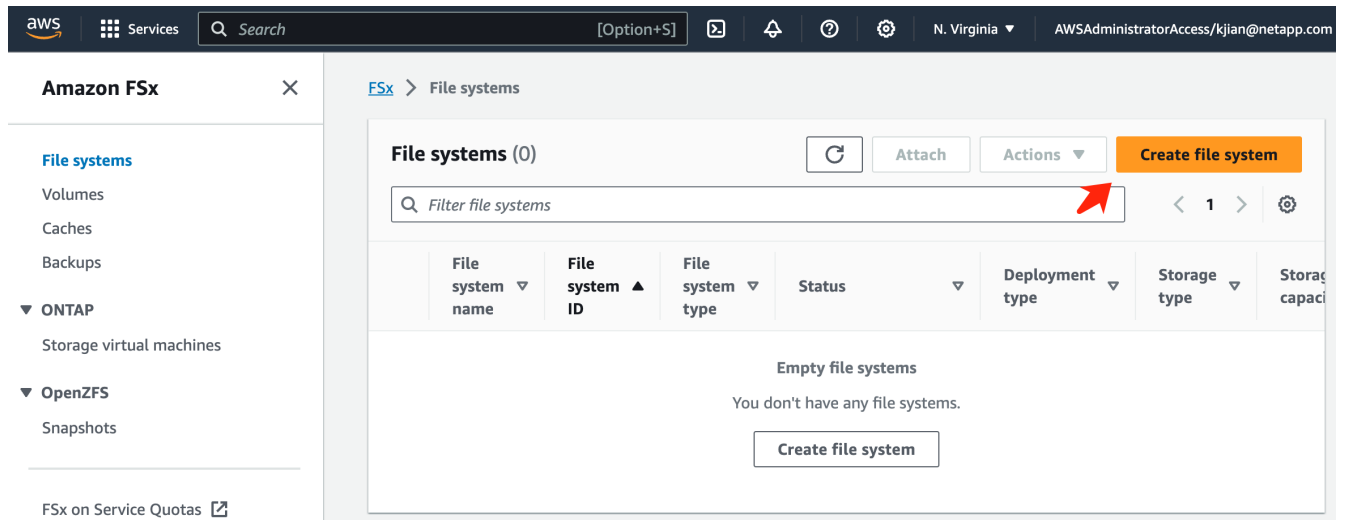 aws
Services
Search
[Option+S]
N. Virginia
AWSAdministratorAccess/kjian@netapp.com
Amazon FSx
File systems
Volumes
Caches
Backups
ONTAP
Storage virtual machines
OpenZFS
Snapshots
FSx on Service Quotas
FSx
File systems
File systems (0)
Attach
Actions
Create file system
Filter file systems
1
File
system
name
File
system
ID
File
system
type
Status
Deployment
type
Storage
type
Storag
capaci
Empty file systems
You don't have any file systems.
Create file system